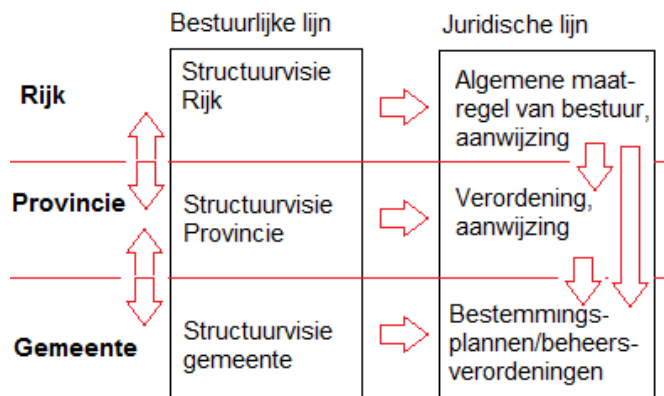 Bestuurlijke lijn
Juridische lijn
Rijk
Structuurvisie
Rijk
Algemene maat-
regel van bestuur,
aanwijzing
Provincie
Structuurvisie
Provincie
Verordening,
aanwijzing
Gemeente
Structuurvisie
gemeente
Bestemmings-
plannen/beheers-
verordeningen